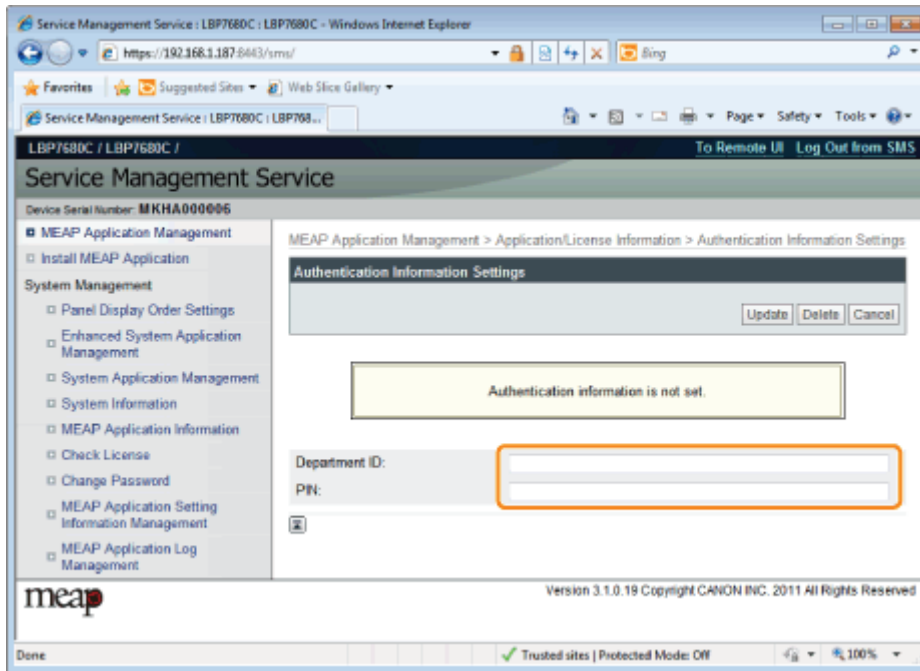 Service Management Service : LBP7680C : LBP7680C - Windows Internet Explorer
https://192.168.1.187:8443/sms/
Bing
Favorites Suggested Sites Web Slice Gallery
Service Management Service : LBP7680C : LBP768... Page Safety Tools
LBP7680C / LBP7680C / To Remote UI Log Out from SMS
Service Management Service
Device Serial Number: MKHA000006
MEAP Application Management
MEAP Application Management > Application/License Information > Authentication Information Settings
Install MEAP Application
Authentication Information Settings
System Management
Panel Display Order Settings
Update Delete Cancel
Enhanced System Application
Management
System Application Management
Authentication information is not set.
System Information
MEAP Application Information
Check License
Department ID:
Change Password
PIN:
MEAP Application Setting
Information Management
MEAP Application Log
Management
meap
Version 3.1.0.19 Copyright CANON INC. 2011 All Rights Reserved
Done Trusted sites | Protected Mode: Off 100%